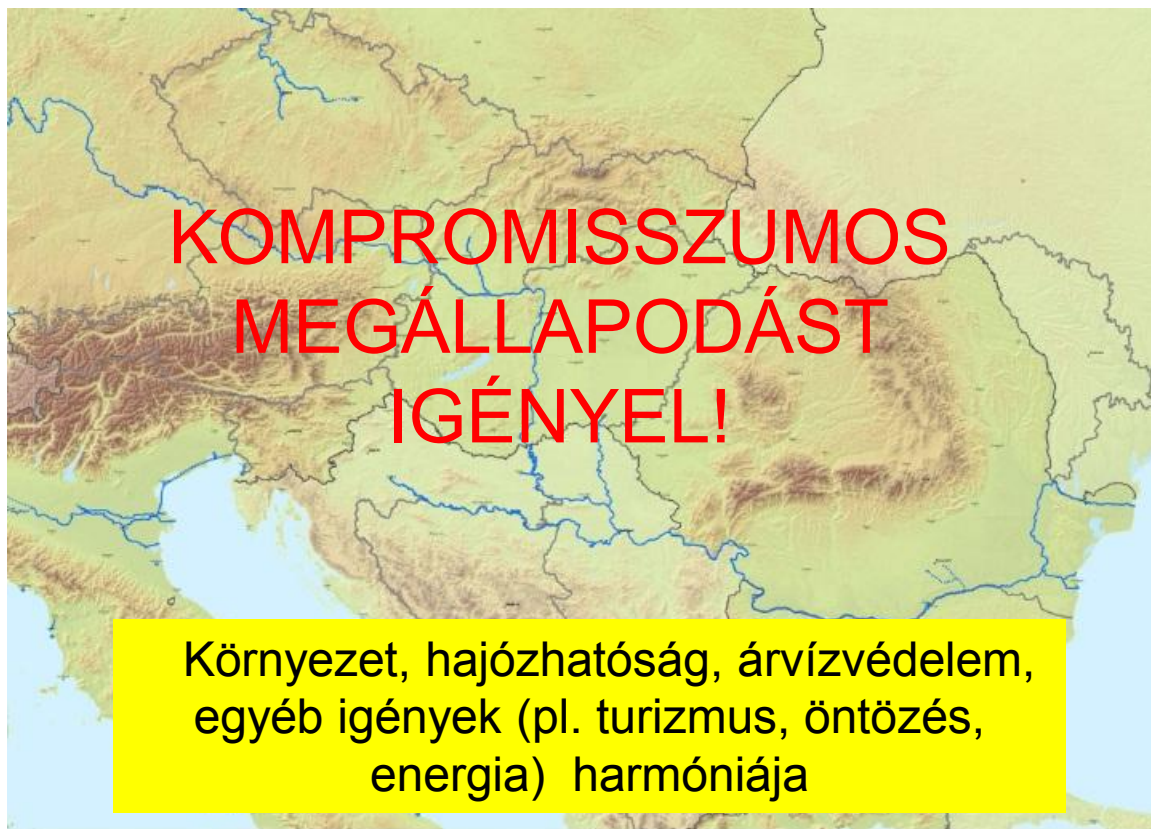 KOMPROMISSZUMOS
MEGÁLLAPODÁST
IGÉNYEL!
Környezet, hajózhatóság, árvízvédelem,
egyéb igények (pl. turizmus, öntözés,
energia) harmóniája